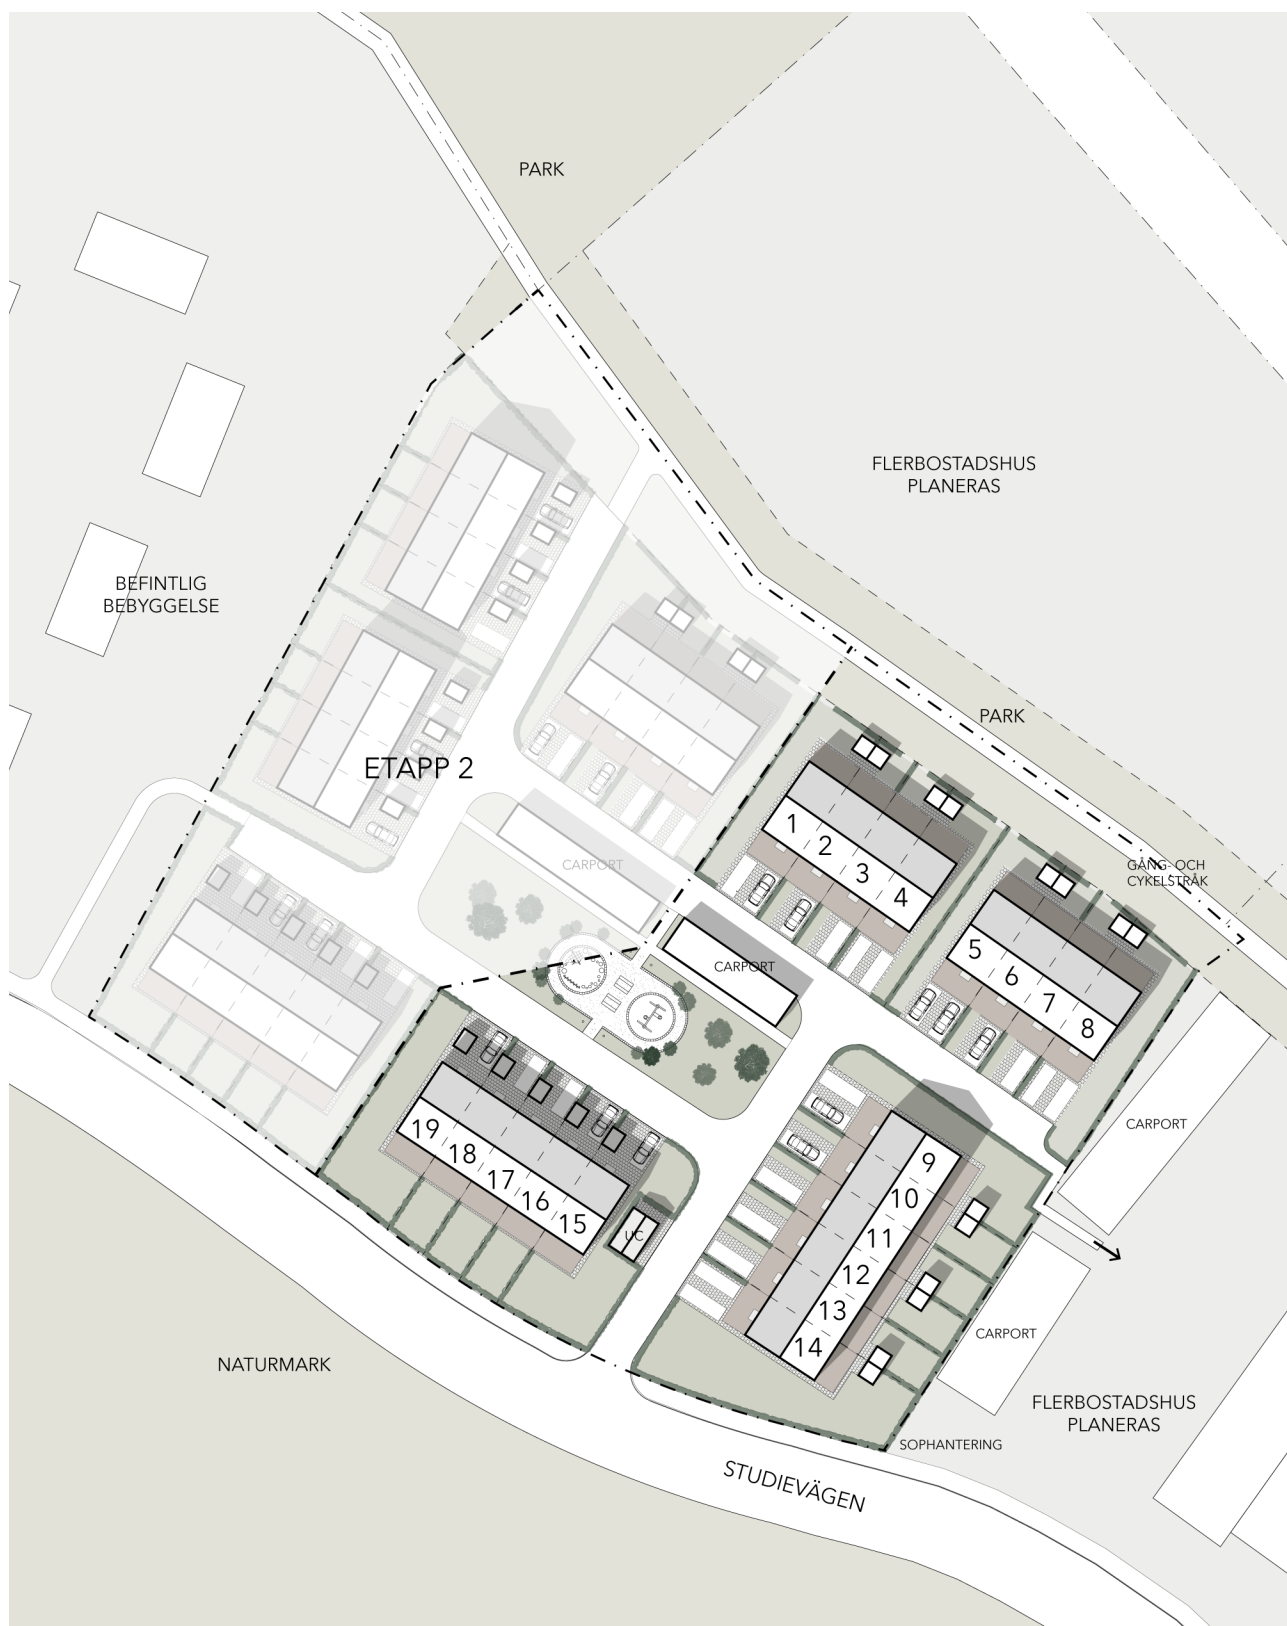 PARK
FLERBOSTADSHUS
PLANERAS
BEFINTLIG
BEBYGGELSE
PARK
ETAPP 2
CARPORT
1
2
3
4
GÅNG- OCH
CYKELSTRÅK
5
6
7
8
CARPORT
CARPORT
9
10
11
12
13
14
19
18
17
16
15
UC
CARPORT
NATURMARK
FLERBOSTADSHUS
PLANERAS
SOPHANTERING
STUDIEVÄGEN